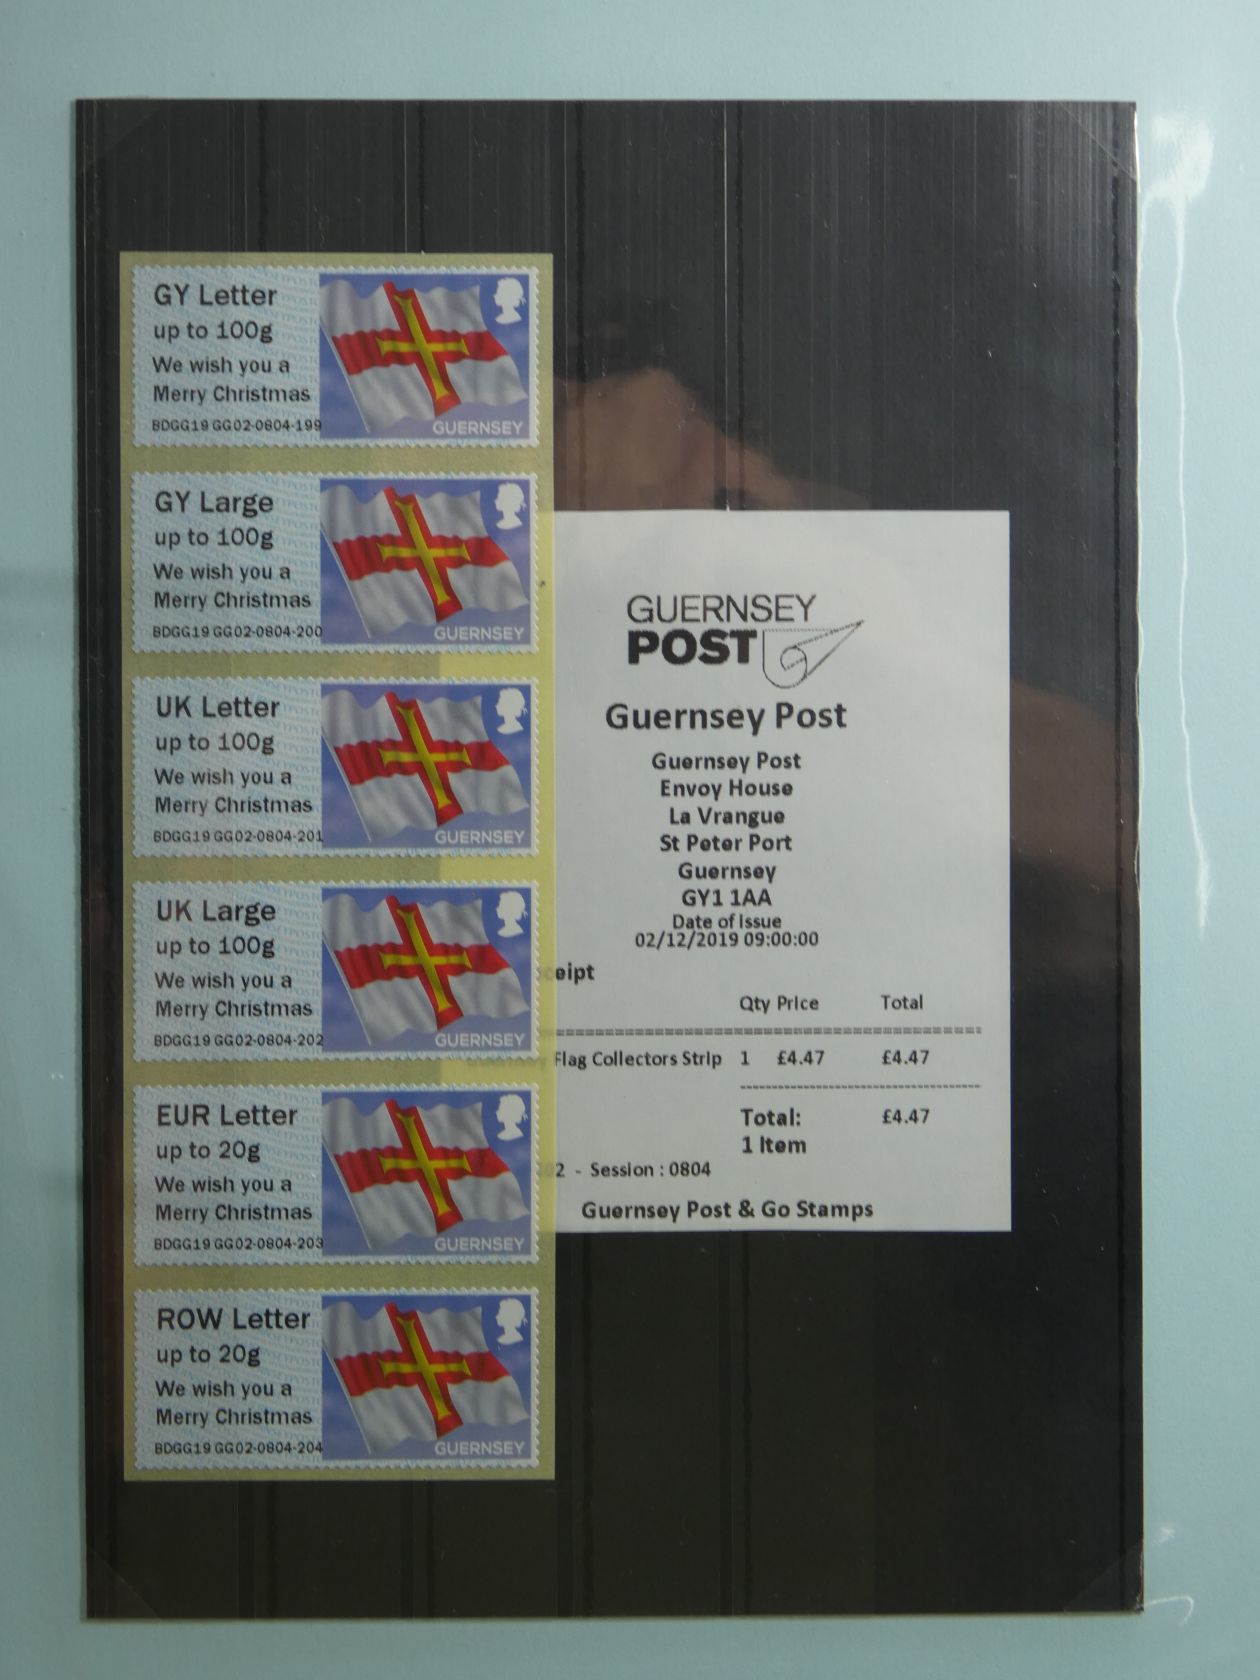 GY Letter
up to 100g
We wish you a
Merry Christmas
BDGG19 GG02-0804-199
GUERNSEY
GY Large
up to 100g
We wish you a
Merry Christmas
BDGG19 GG02-0804-200
GUERNSEY
UK Letter
up to 100g
We wish you a
Merry Christmas
BDGG19 GG02-0804-201
GUERNSEY
UK Large
up to 100g
We wish you a
Merry Christmas
BDGG19 GG02-0804-202
GUERNSEY
EUR Letter
up to 20g
We wish you a
Merry Christmas
BDGG19 GG02-0804-203
GUERNSEY
ROW Letter
up to 20g
We wish you a
Merry Christmas
BDGG19 GG02-0804-204
GUERNSEY
GUERNSEY
POST
Guernsey Post
Guernsey Post
Envoy House
La Vrangue
St Peter Port
Guernsey
GY1 1AA
Date of Issue
02/12/2019 09:00:00
ceipt
Qty Price Total
Flag Collectors Strip 1 £4.47 £4.47
Total: £4.47
1 Item
02 - Session : 0804
Guernsey Post & Go Stamps